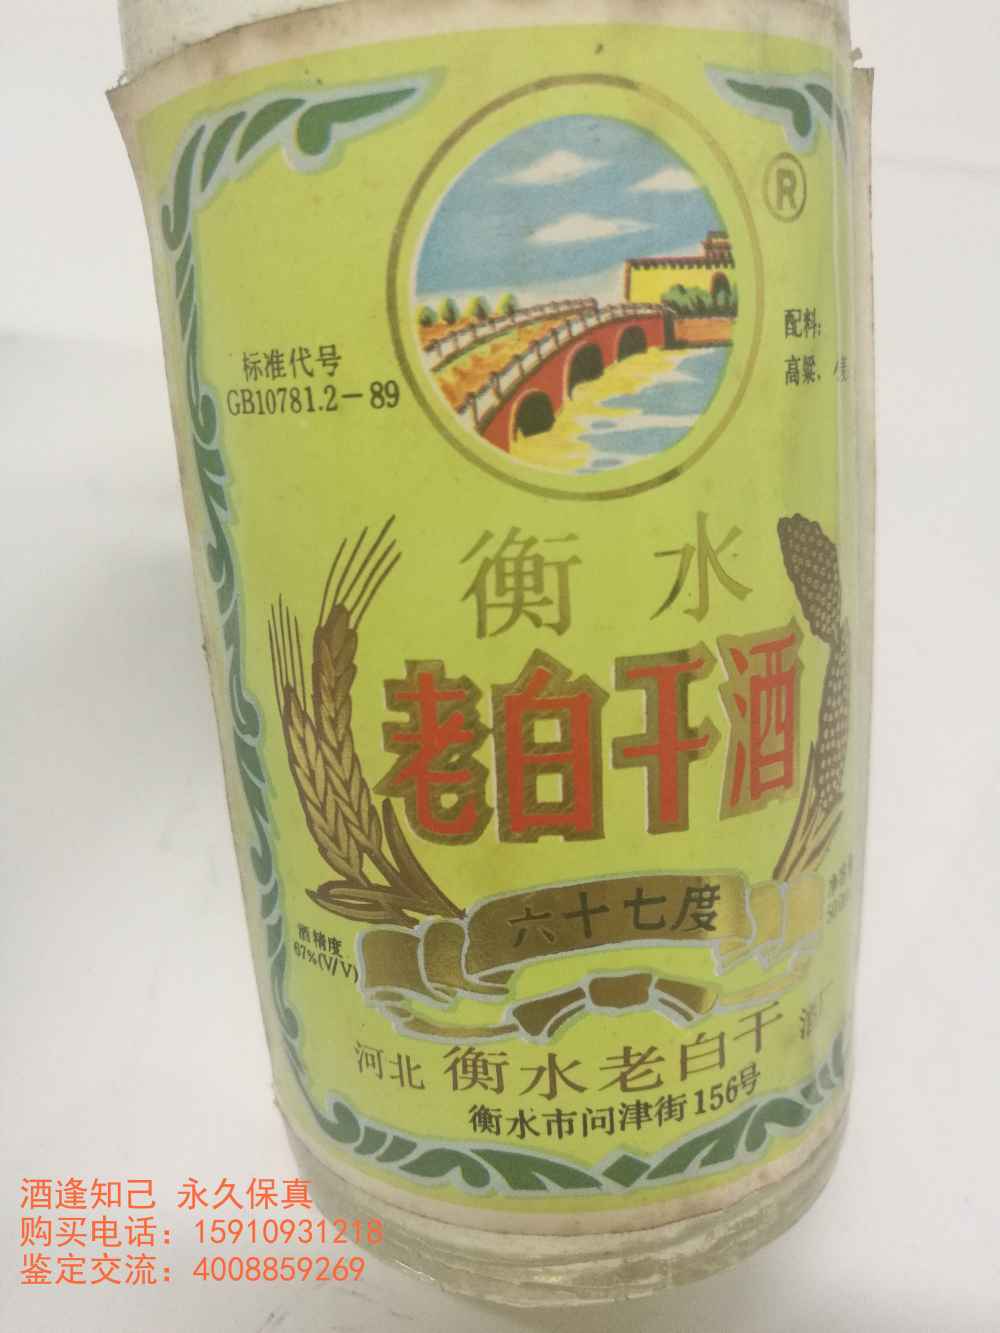 ®
标准代号
GB10781.2-89
配料:
高粱、小麦
衡水
老白干酒
六十七度
酒精度
67%(V/V)
河北 衡水老白干 酒厂
衡水市问津街156号
酒逢知己 永久保真
购买电话：15910931218
鉴定交流：4008859269